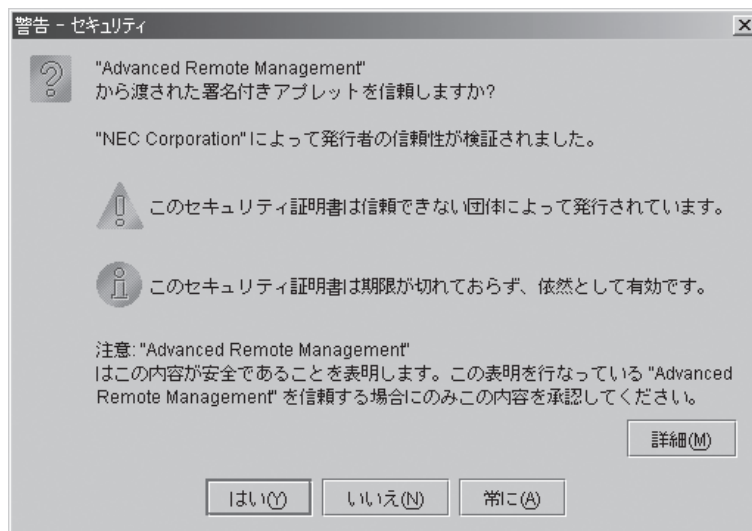 警告 - セキュリティ
"Advanced Remote Management"
から渡された署名付きアプレットを信頼しますか?
"NEC Corporation" によって発行者の信頼性が検証されました。
このセキュリティ証明書は信頼できない団体によって発行されています。
このセキュリティ証明書は期限が切れておらず、依然として有効です。
注意: "Advanced Remote Management"
はこの内容が安全であることを表明します。この表明を行なっている "Advanced
Remote Management" を信頼する場合にのみこの内容を承認してください。
詳細(M)
はい(Y) いいえ(N) 常に(A)